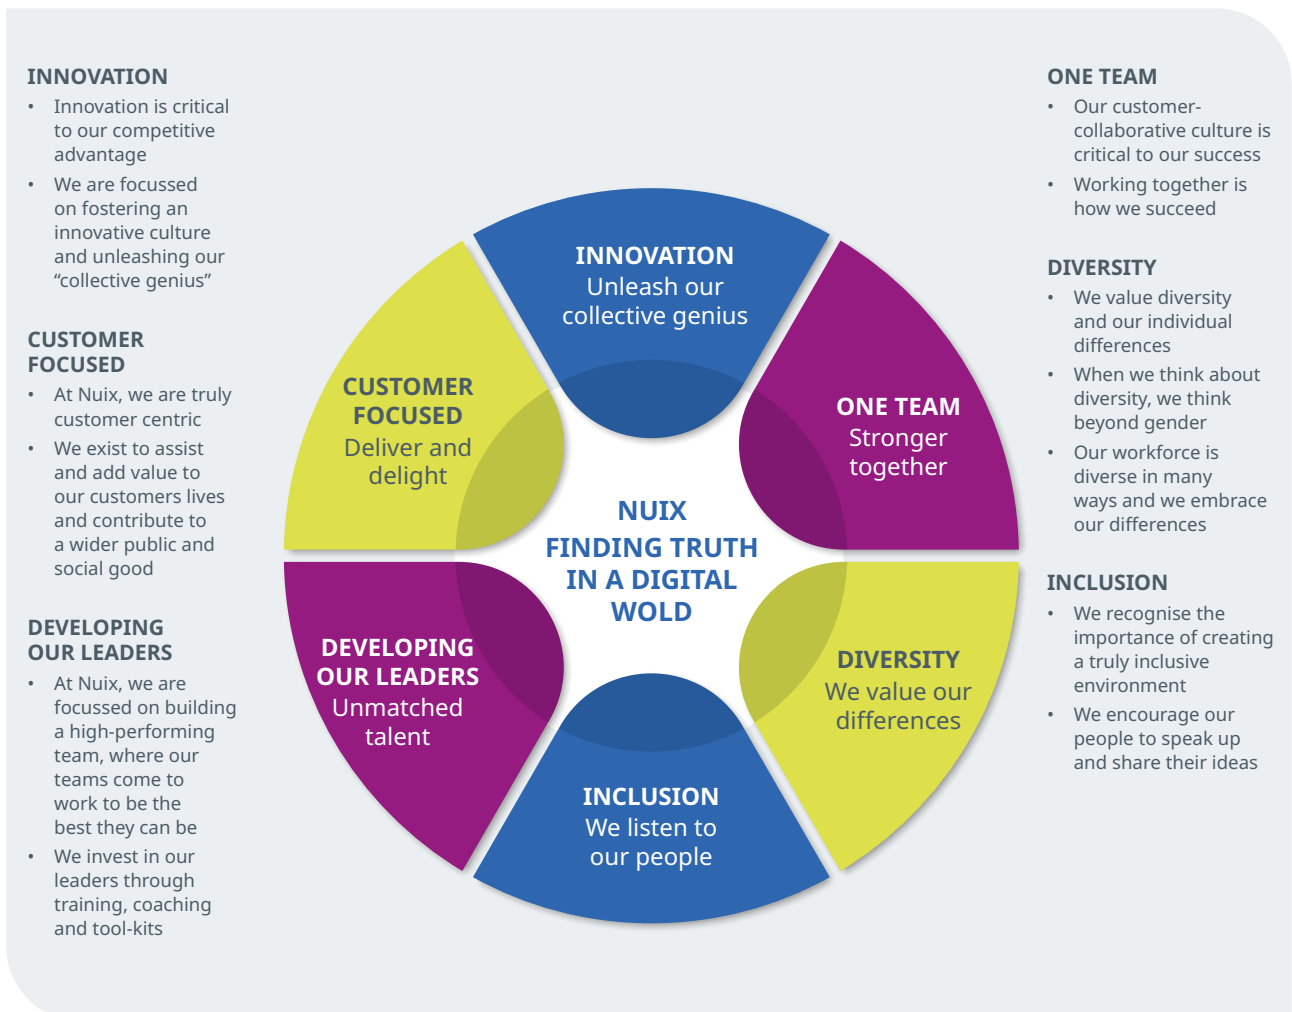 INNOVATION
• Innovation is critical
to our competitive
advantage
• We are focussed
on fostering an
innovative culture
and unleashing our
“collective genius”
CUSTOMER
FOCUSED
• At Nuix, we are truly
customer centric
• We exist to assist
and add value to
our customers lives
and contribute to
a wider public and
social good
DEVELOPING
OUR LEADERS
• At Nuix, we are
focussed on building
a high-performing
team, where our
teams come to
work to be the
best they can be
• We invest in our
leaders through
training, coaching
and tool-kits
INNOVATION
Unleash our
collective genius
CUSTOMER
FOCUSED
Deliver and
delight
ONE TEAM
Stronger
together
NUIX
FINDING TRUTH
IN A DIGITAL
WOLD
DEVELOPING
OUR LEADERS
Unmatched
talent
DIVERSITY
We value our
differences
INCLUSION
We listen to
our people
ONE TEAM
• Our customer-
collaborative culture is
critical to our success
• Working together is
how we succeed
DIVERSITY
• We value diversity
and our individual
differences
• When we think about
diversity, we think
beyond gender
• Our workforce is
diverse in many
ways and we embrace
our differences
INCLUSION
• We recognise the
importance of creating
a truly inclusive
environment
• We encourage our
people to speak up
and share their ideas